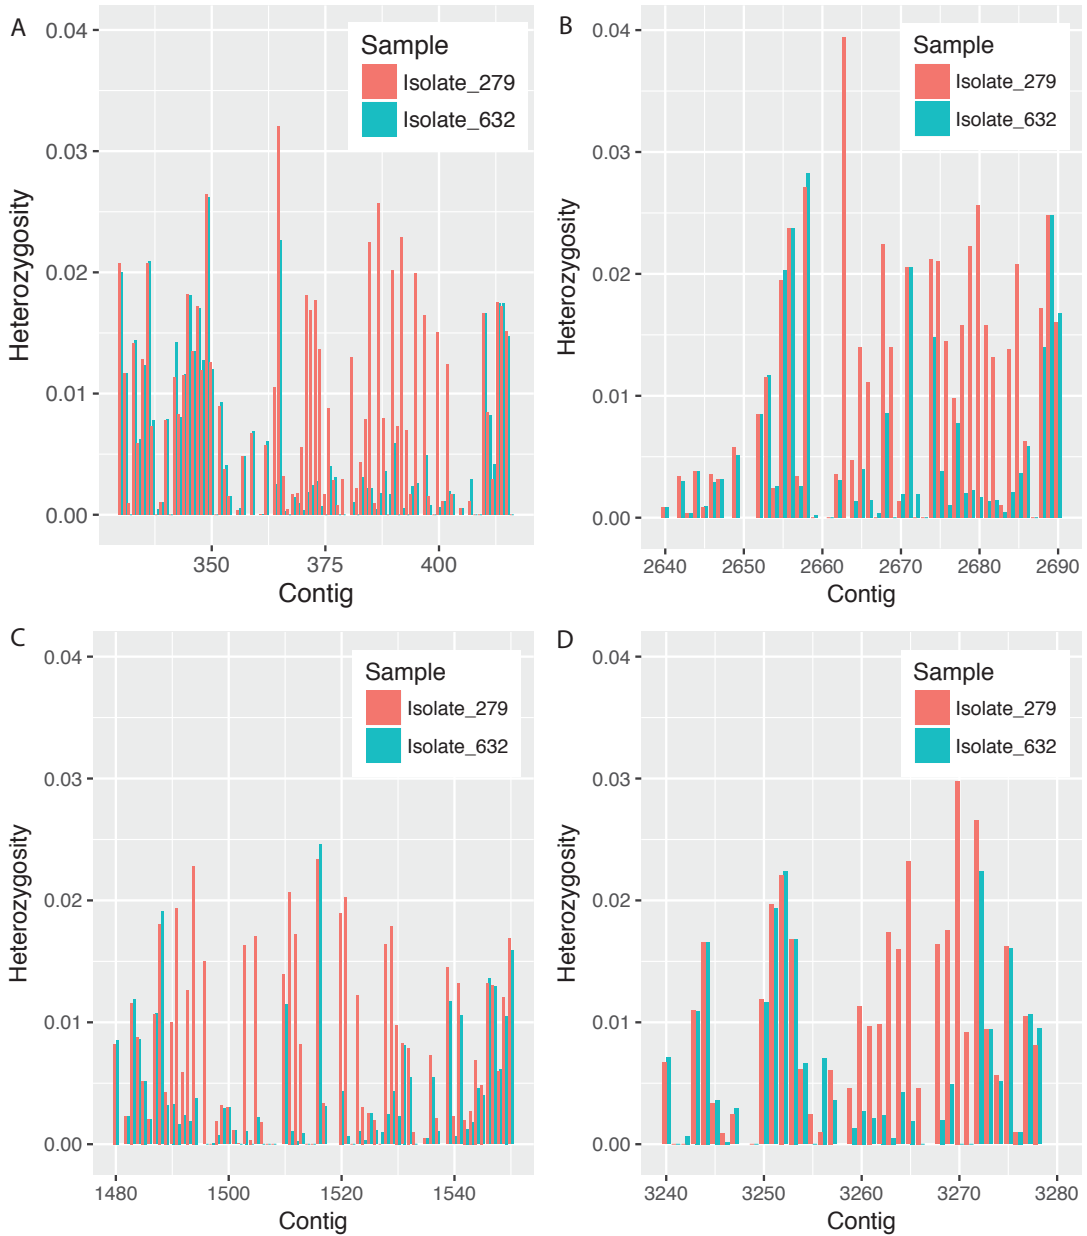 A
0.04
0.03
0.02
0.01
0.00
Heterozygosity
Sample
Isolate_279
Isolate_632
350
375
400
Contig
B
0.04
0.03
0.02
0.01
0.00
Heterozygosity
Sample
Isolate_279
Isolate_632
2640
2650
2660
2670
2680
2690
Contig
C
0.04
0.03
0.02
0.01
0.00
Heterozygosity
Sample
Isolate_279
Isolate_632
1480
1500
1520
1540
Contig
D
0.04
0.03
0.02
0.01
0.00
Heterozygosity
Sample
Isolate_279
Isolate_632
3240
3250
3260
3270
3280
Contig